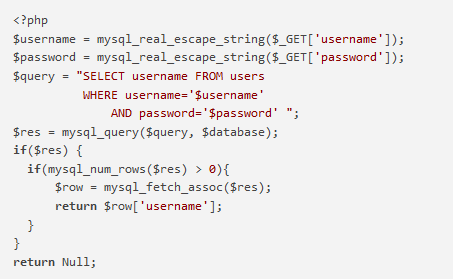 <?php
$username = mysql_real_escape_string($_GET['username']);
$password = mysql_real_escape_string($_GET['password']);
$query = "SELECT username FROM users
          WHERE username='$username'
              AND password='$password' ";
$res = mysql_query($query, $database);
if($res) {
  if(mysql_num_rows($res) > 0){
      $row = mysql_fetch_assoc($res);
      return $row['username'];
  }
}
return Null;